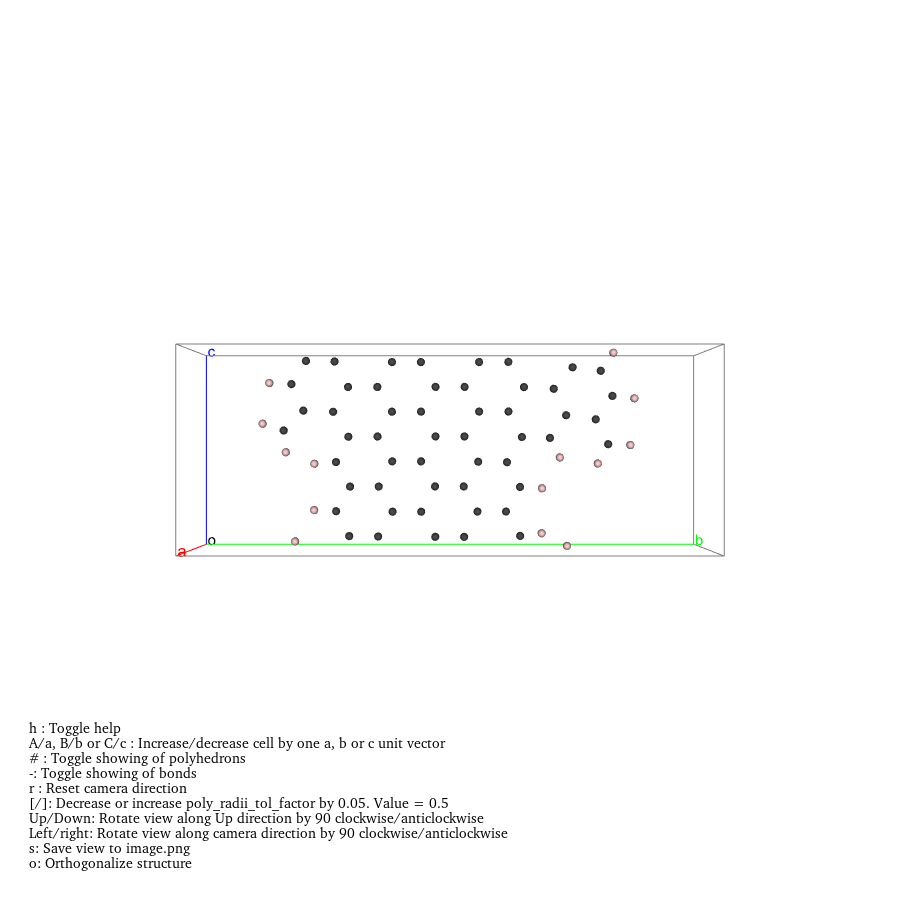 c
o
a
b
h : Toggle help
A/a, B/b or C/c : Increase/decrease cell by one a, b or c unit vector
# : Toggle showing of polyhedrons
-: Toggle showing of bonds
r : Reset camera direction
[/]: Decrease or increase poly_radii_tol_factor by 0.05. Value = 0.5
Up/Down: Rotate view along Up direction by 90 clockwise/anticlockwise
Left/right: Rotate view along camera direction by 90 clockwise/anticlockwise
s: Save view to image.png
o: Orthogonalize structure